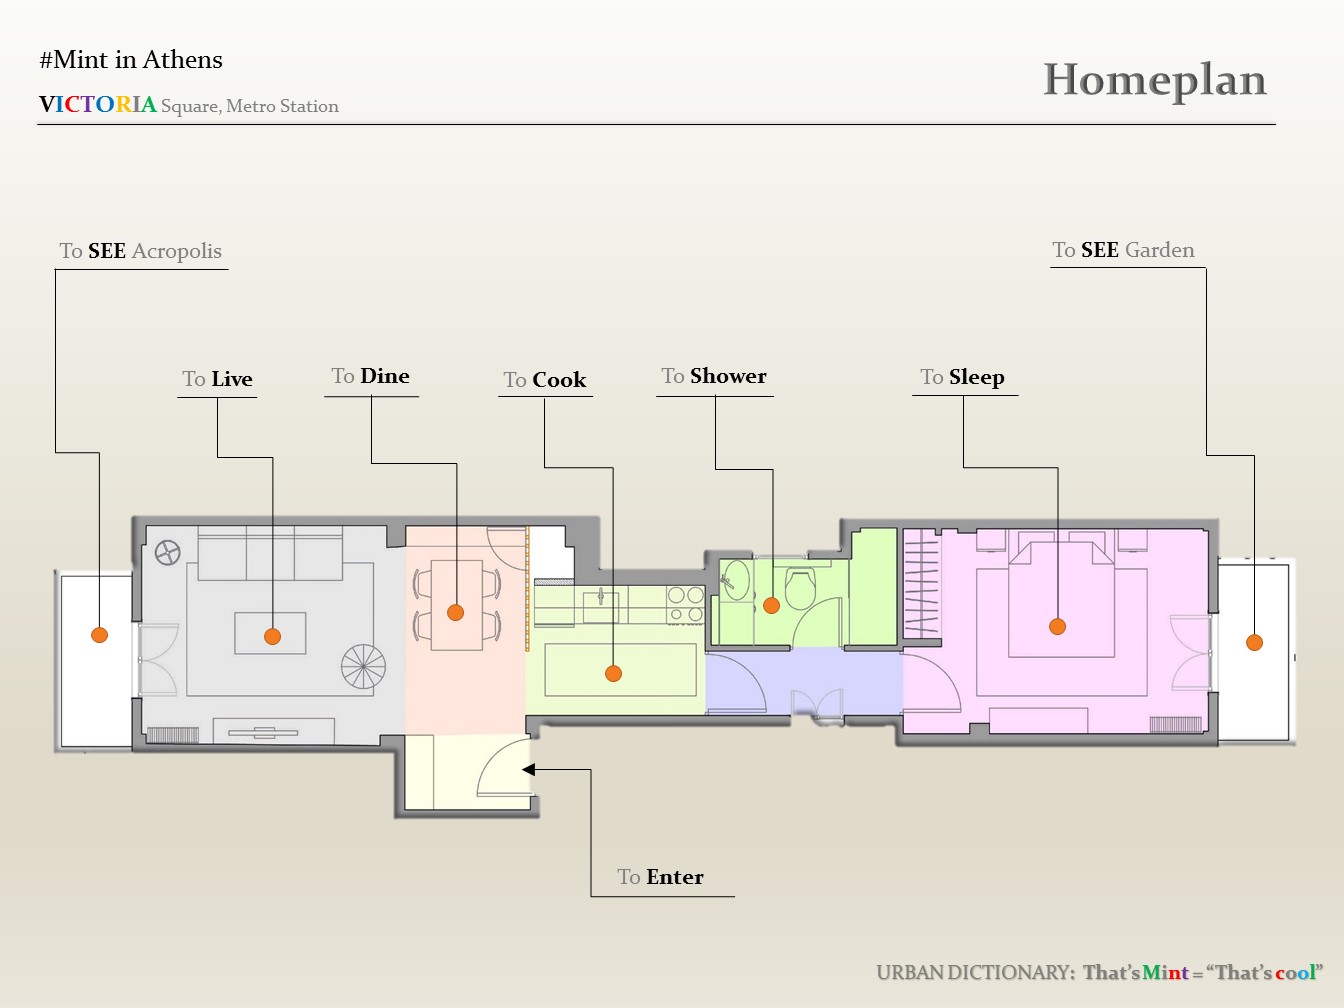 #Mint in Athens
Homeplan
VICTORIA Square, Metro Station
To SEE Acropolis
To SEE Garden
To Live
To Dine
To Cook
To Shower
To Sleep
To Enter
URBAN DICTIONARY: That's Mint = “That's cool”